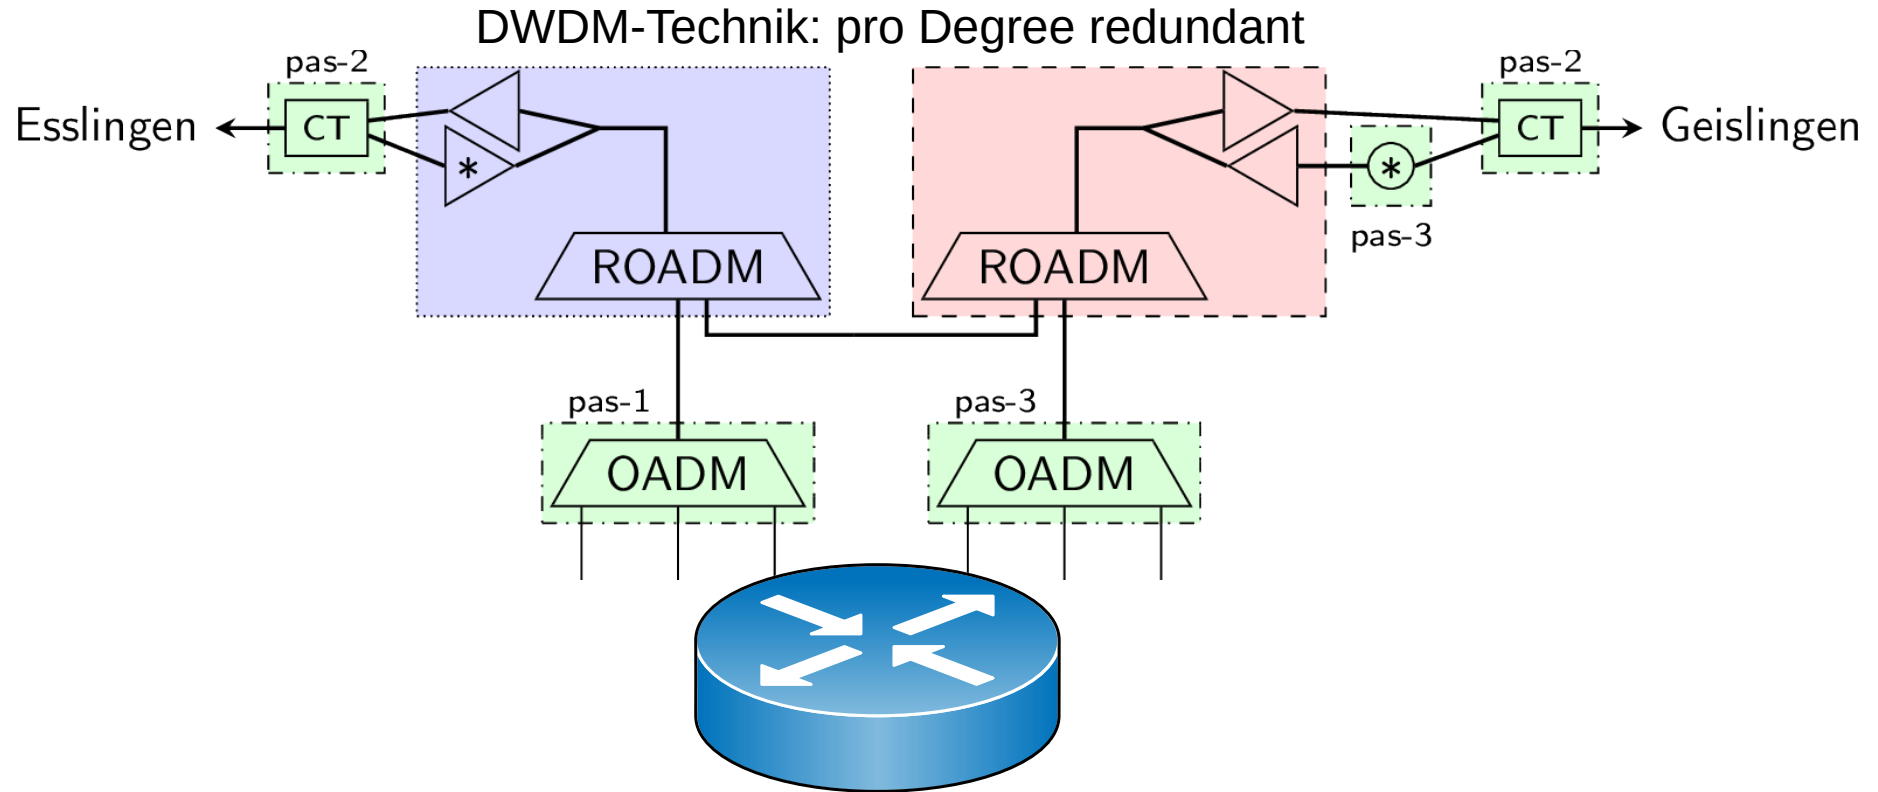 DWDM-Technik: pro Degree redundant
pas-2
pas-2
Esslingen
CT
CT
Geislingen
*
*
pas-3
ROADM
ROADM
pas-1
pas-3
OADM
OADM